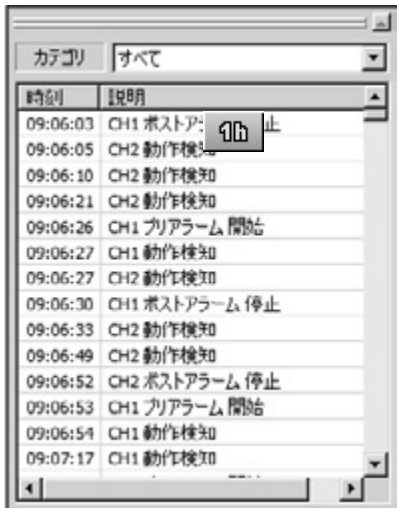 カテゴリ すべて
時刻 説明
09:06:03 CH1 ポストア 止
1h
09:06:05 CH2 動作検知
09:06:10 CH2 動作検知
09:06:21 CH2 動作検知
09:06:26 CH1 プリアラーム 開始
09:06:27 CH1 動作検知
09:06:27 CH2 動作検知
09:06:30 CH1 ポストアラーム 停止
09:06:33 CH2 動作検知
09:06:49 CH2 動作検知
09:06:52 CH2 ポストアラーム 停止
09:06:53 CH1 プリアラーム 開始
09:06:54 CH1 動作検知
09:07:17 CH1 動作検知